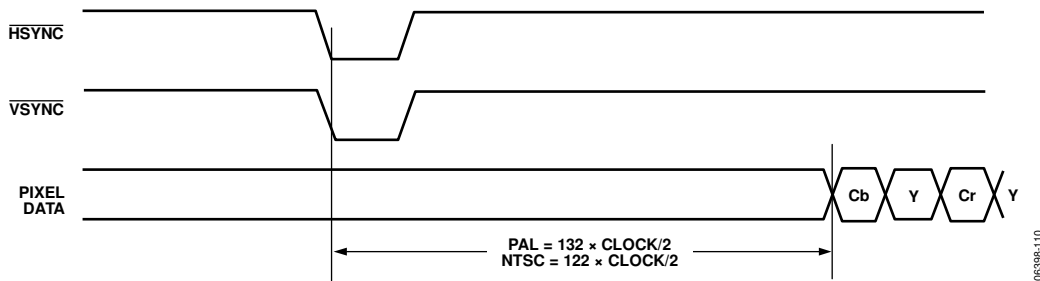 HSYNC
VSYNC
PIXEL
DATA
Cb
Y
Cr
Y
PAL = 132 × CLOCK/2
NTSC = 122 × CLOCK/2
06398-110